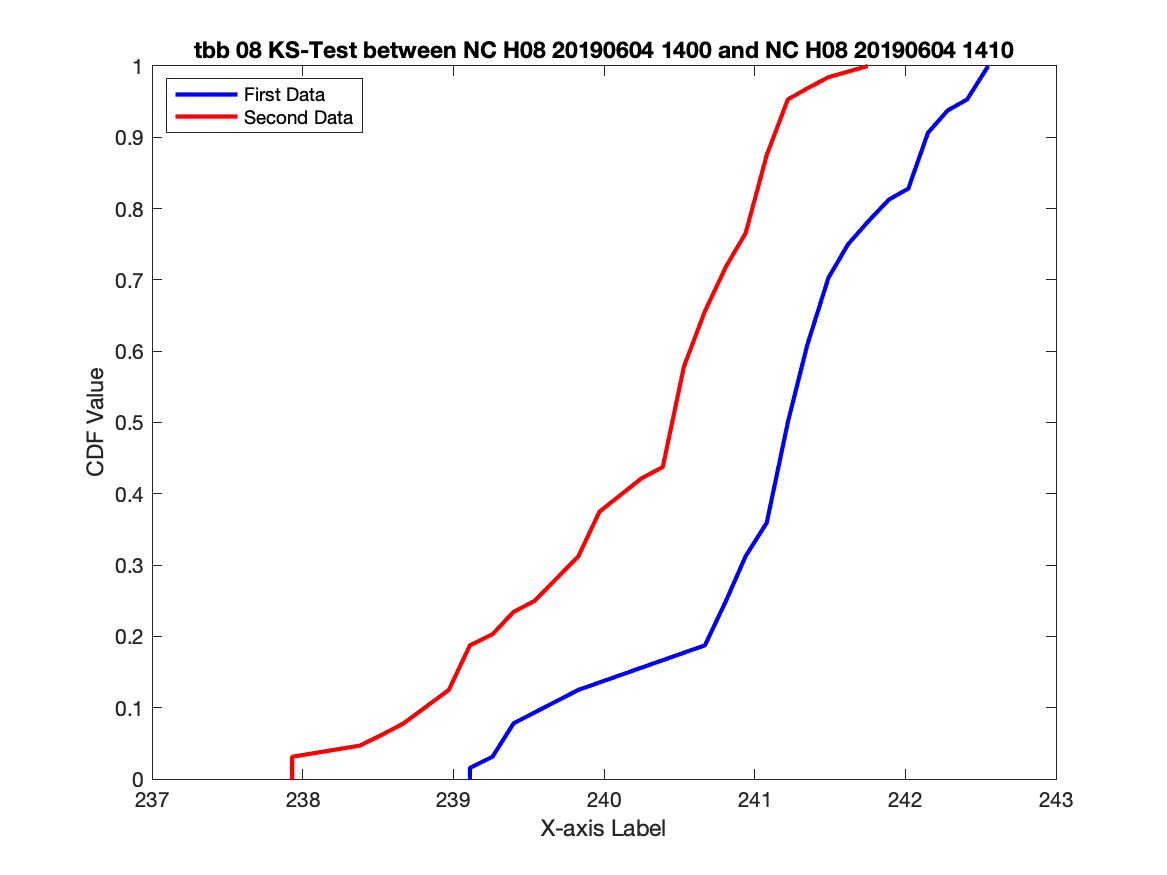 tbb 08 KS-Test between NC H08 20190604 1400 and NC H08 20190604 1410
First Data
Second Data
CDF Value
1
0.9
0.8
0.7
0.6
0.5
0.4
0.3
0.2
0.1
0
237 238 239 240 241 242 243
X-axis Label